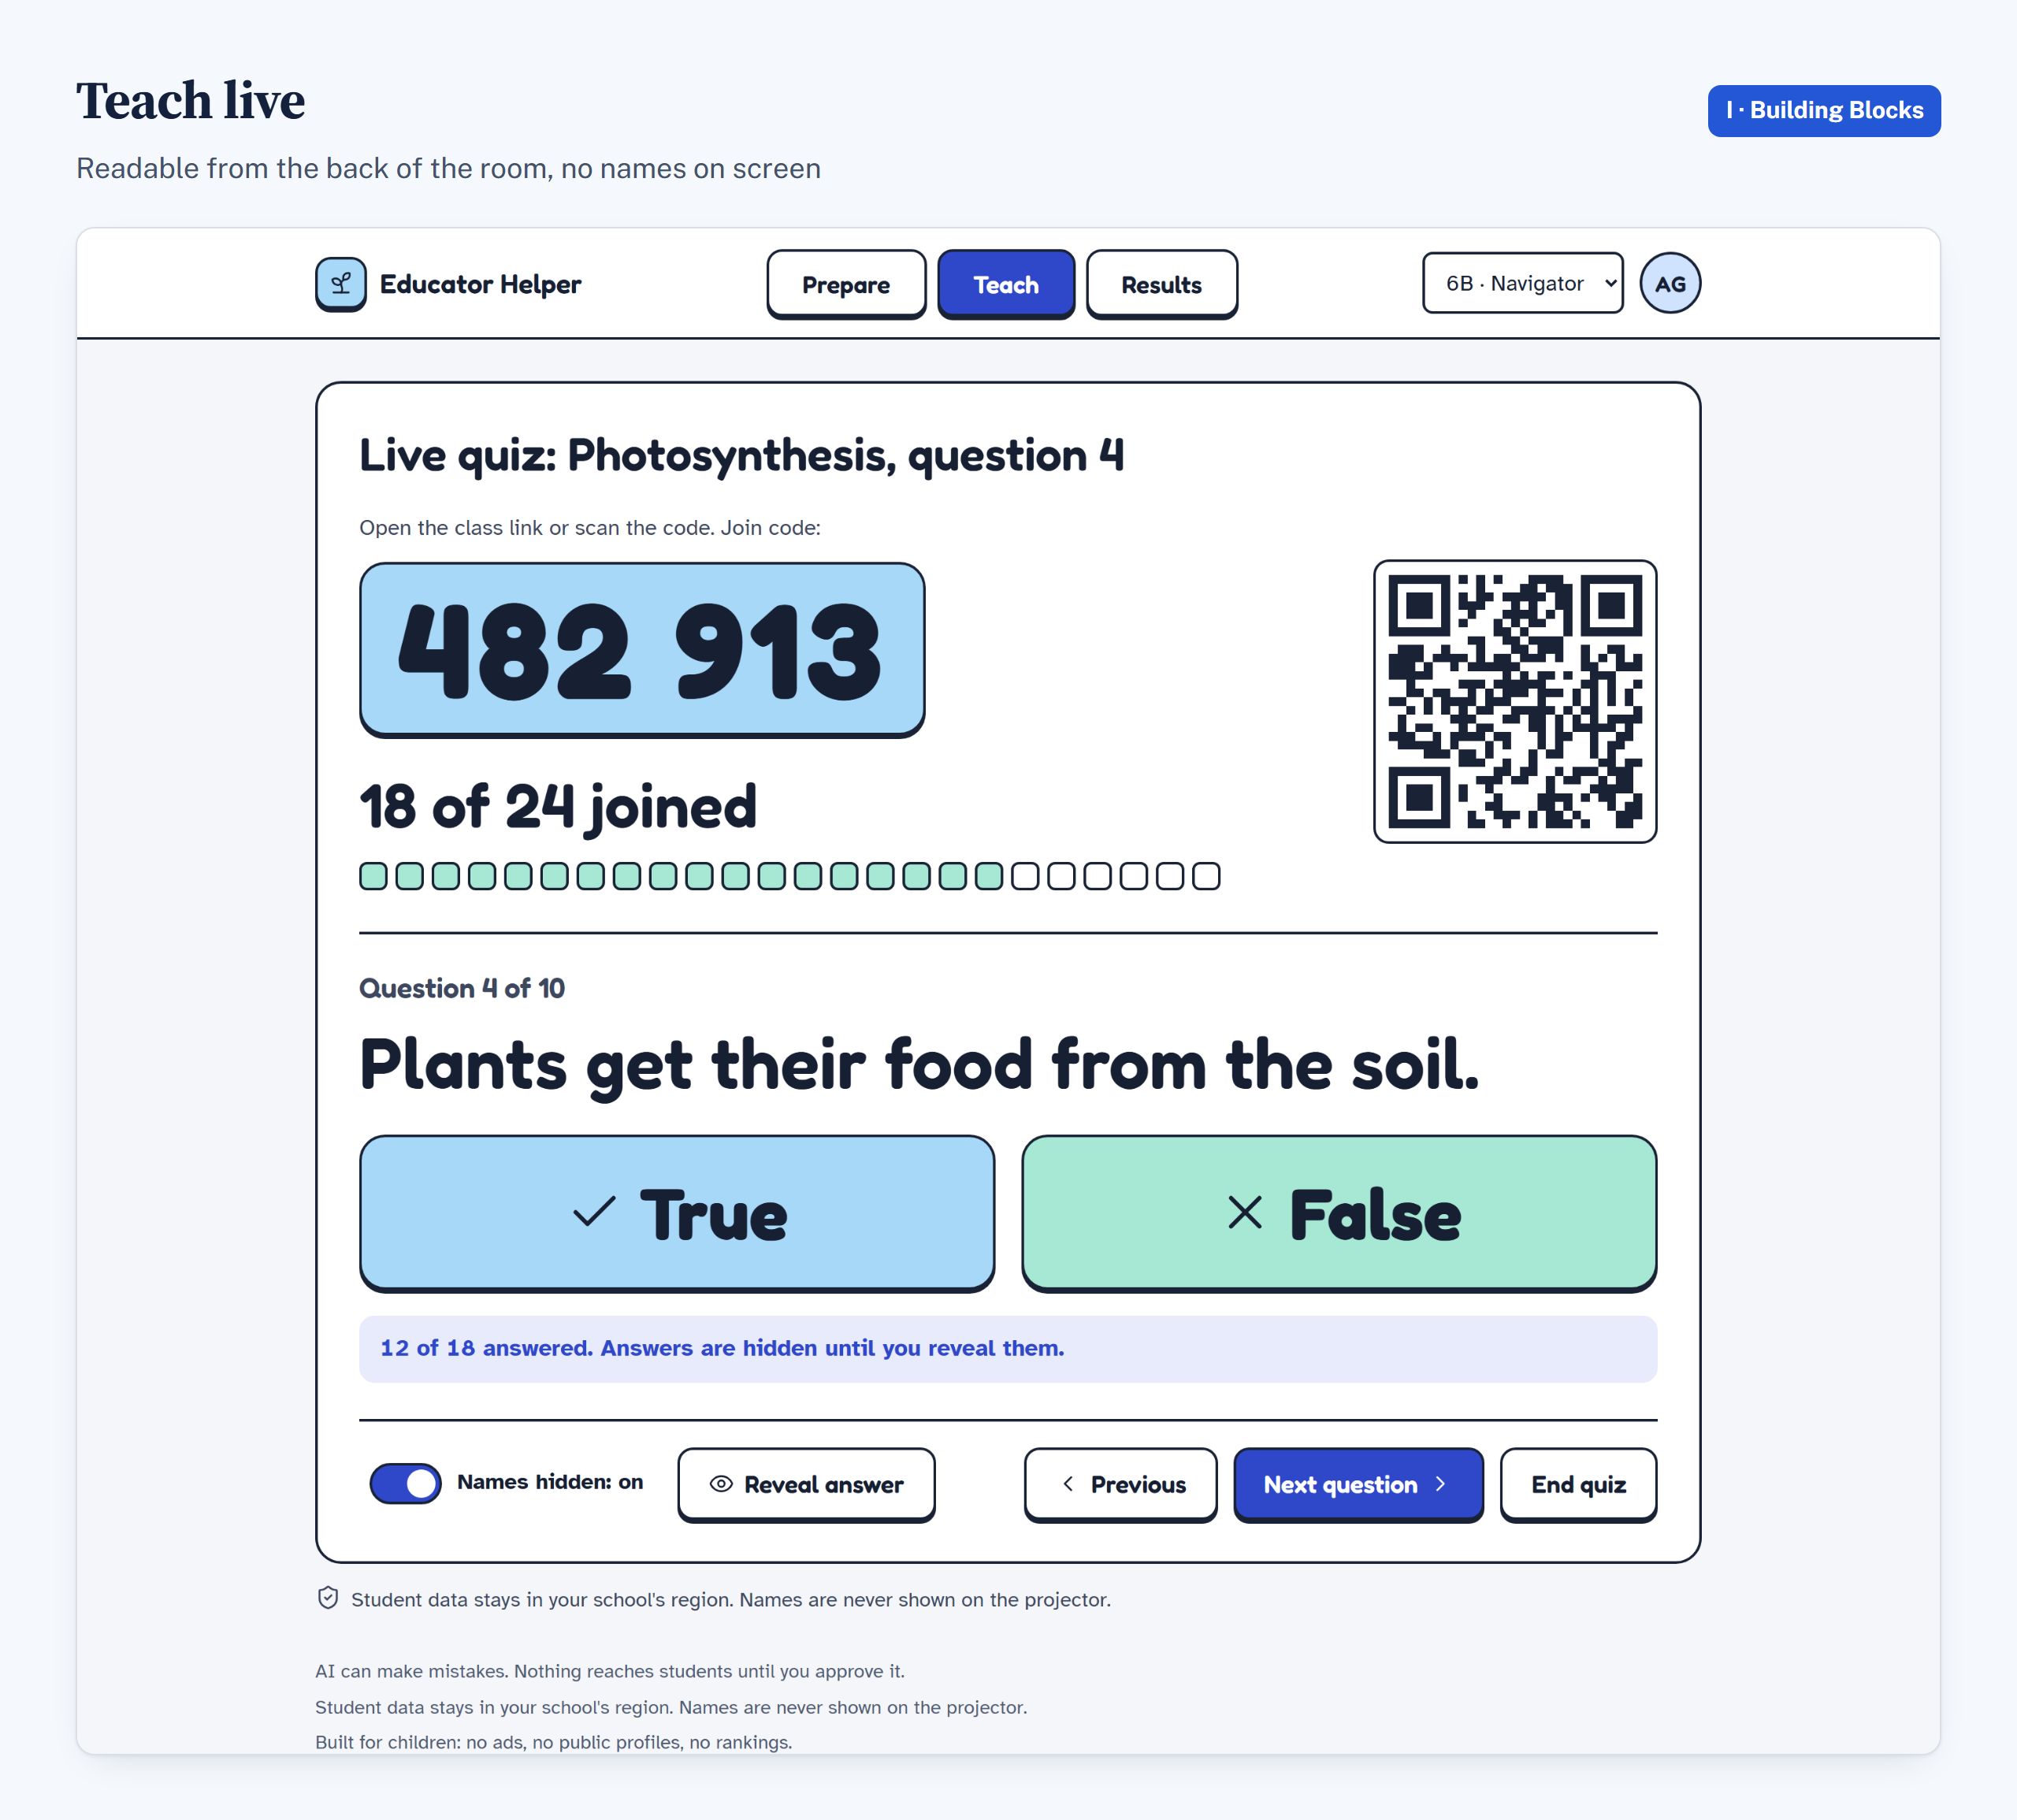 Teach live
I · Building Blocks
Readable from the back of the room, no names on screen
Educator Helper
Prepare
Teach
Results
6B · Navigator
AG
Live quiz: Photosynthesis, question 4
Open the class link or scan the code. Join code:
482 913
18 of 24 joined
Question 4 of 10
Plants get their food from the soil.
True
False
12 of 18 answered. Answers are hidden until you reveal them.
Names hidden: on
Reveal answer
Previous
Next question
End quiz
Student data stays in your school's region. Names are never shown on the projector.
AI can make mistakes. Nothing reaches students until you approve it.
Student data stays in your school's region. Names are never shown on the projector.
Built for children: no ads, no public profiles, no rankings.